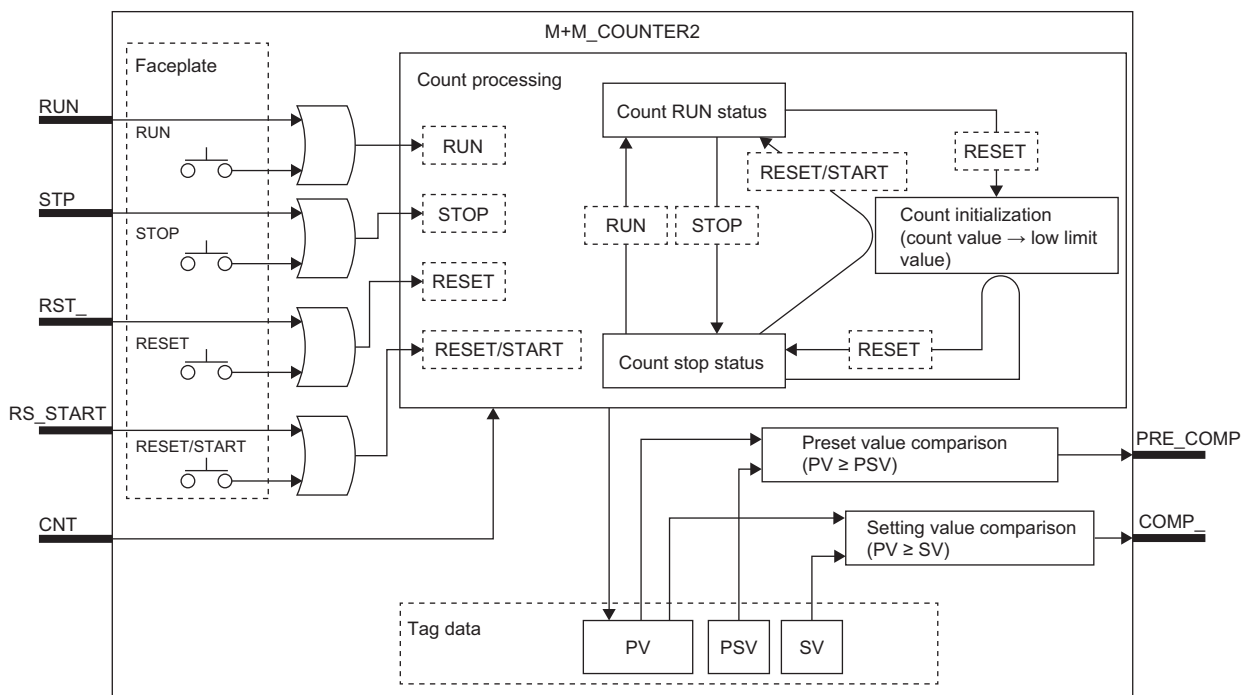 M+M_COUNTER2
Faceplate
Count processing
RUN
RUN
RUN
Count RUN status
RESET
RESET/START
STP
STOP
STOP
RUN
STOP
Count initialization
(count value → low limit
value)
RST_
RESET
RESET
RESET/START
Count stop status
RESET
RS_START
RESET/START
Preset value comparison
(PV ≥ PSV)
PRE_COMP
CNT
Setting value comparison
(PV ≥ SV)
COMP_
Tag data
PV
PSV
SV